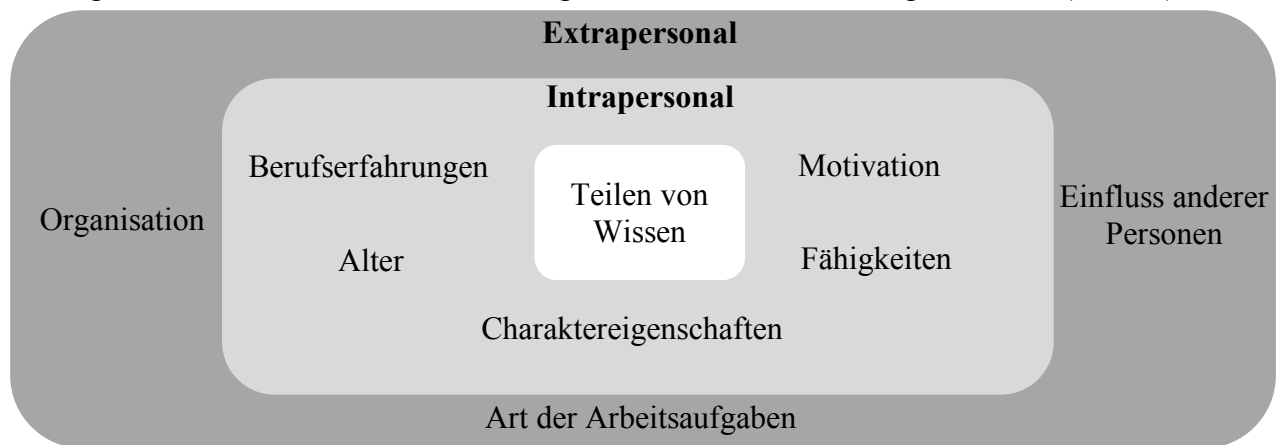 Extrapersonal
Intrapersonal
Berufserfahrungen
Motivation
Teilen von
Wissen
Organisation
Einfluss anderer
Personen
Alter
Fähigkeiten
Charaktereigenschaften
Art der Arbeitsaufgaben